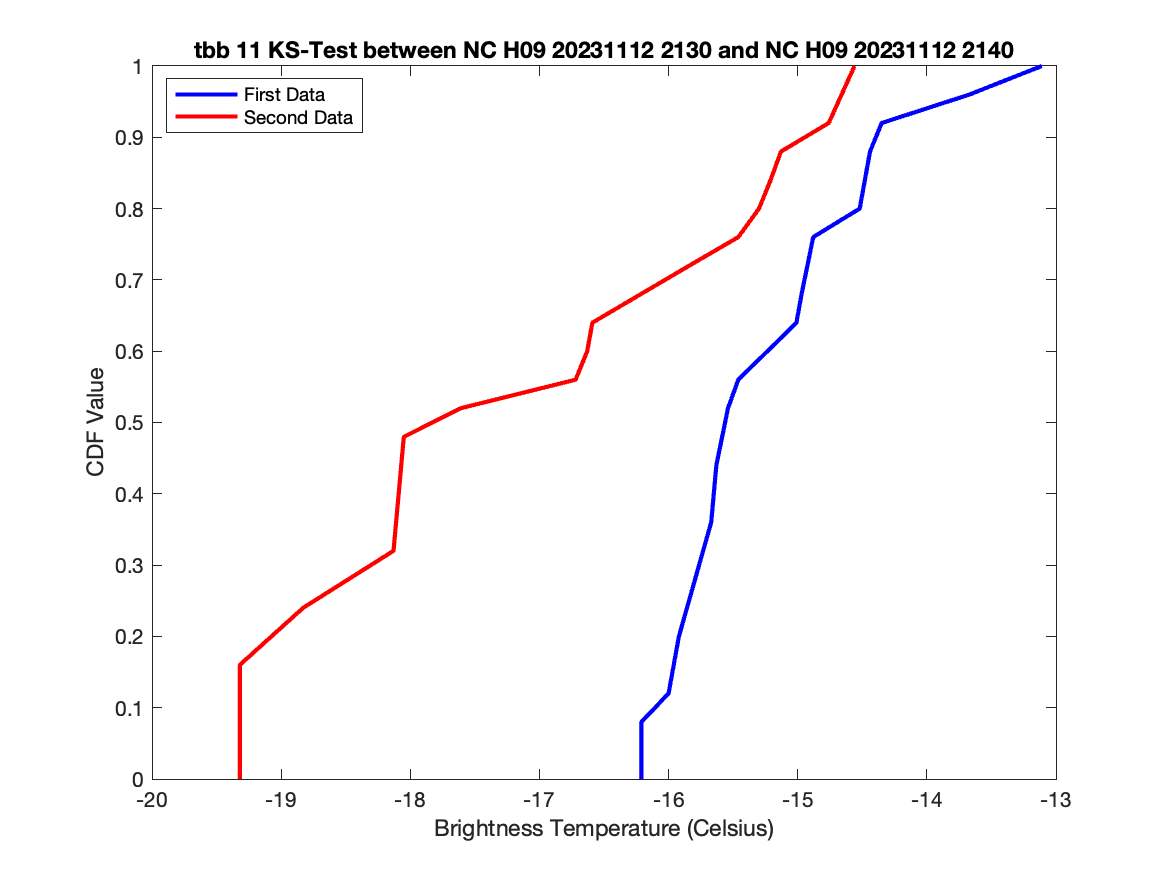 tbb 11 KS-Test between NC H09 20231112 2130 and NC H09 20231112 2140
First Data
Second Data
1
0.9
0.8
0.7
0.6
0.5
0.4
0.3
0.2
0.1
0
CDF Value
-20 -19 -18 -17 -16 -15 -14 -13
Brightness Temperature (Celsius)